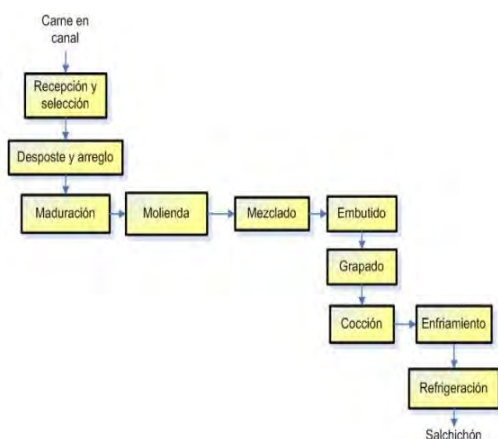 Carne en
canal
Recepción y
selección
Desposte y arreglo
Maduración
Molienda
Mezclado
Embutido
Grapado
Cocción
Enfriamiento
Refrigeración
Salchichón